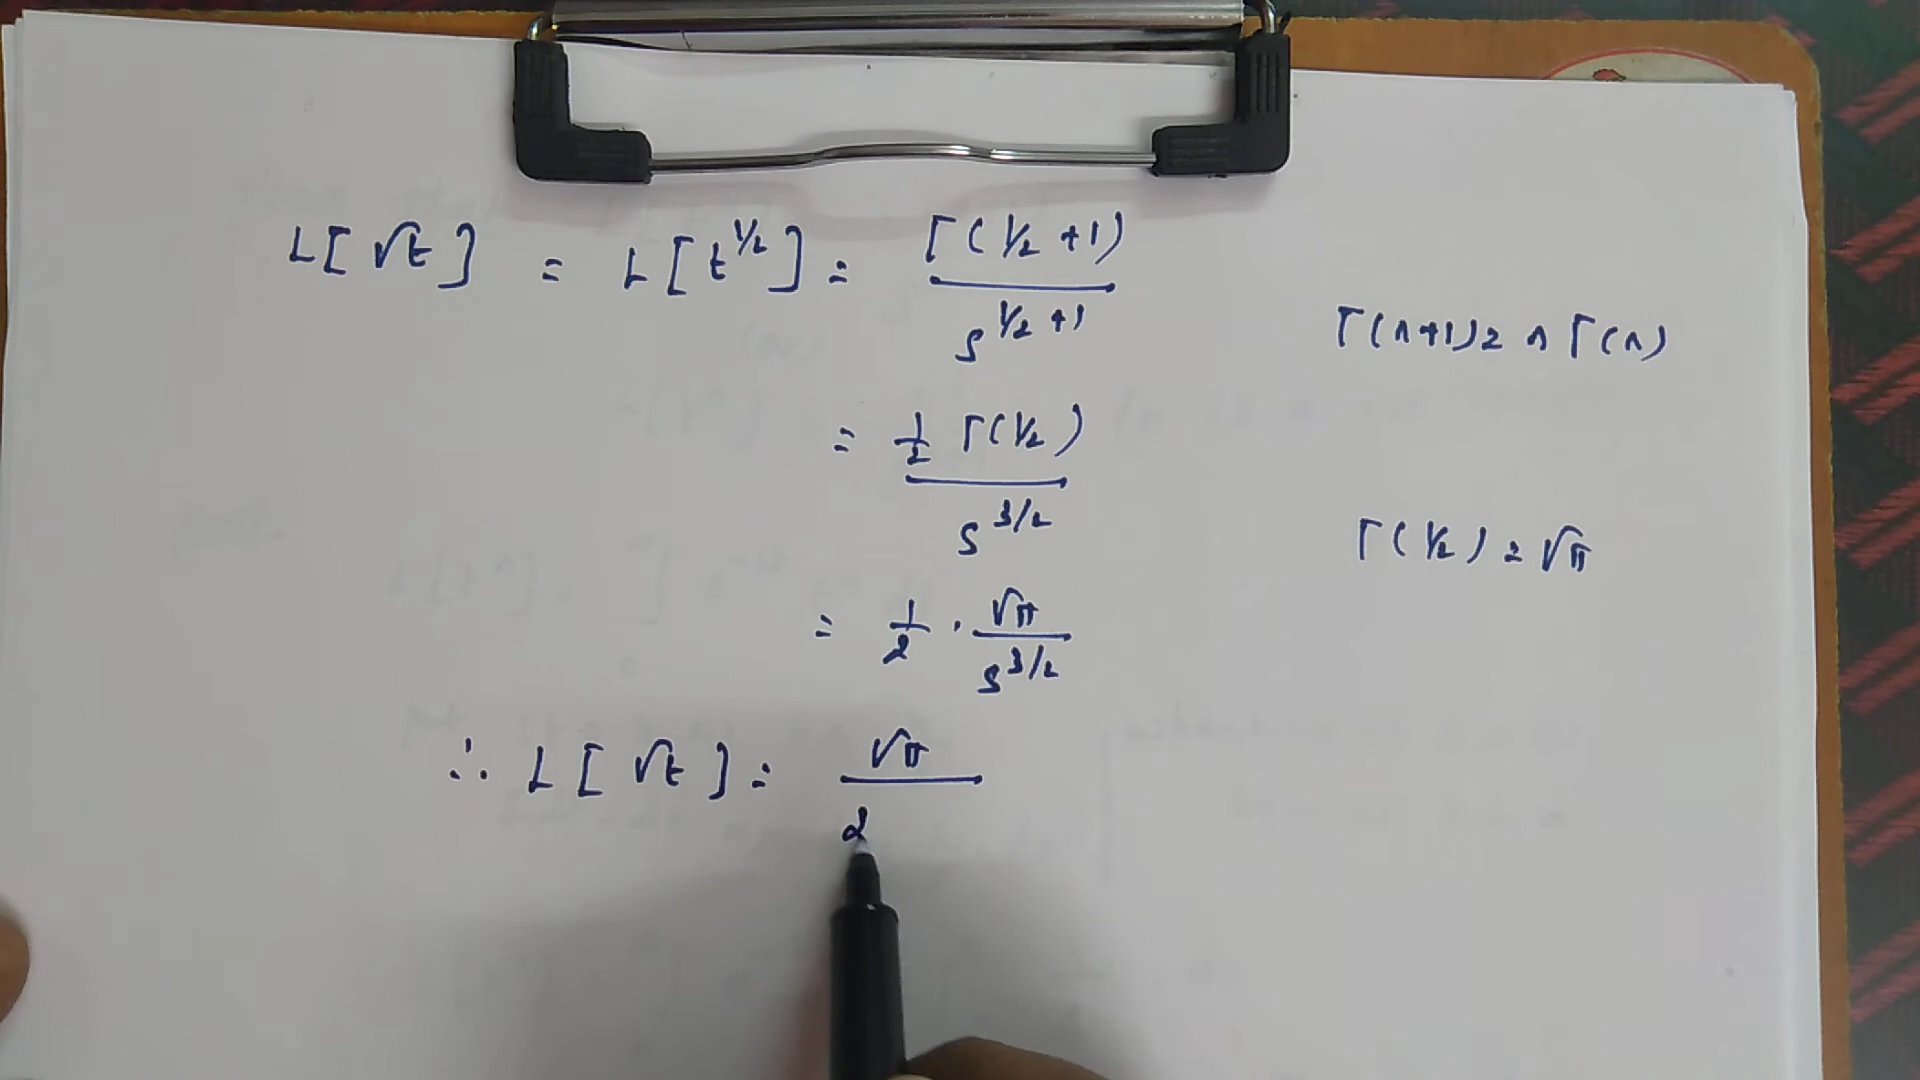 L[√t] = L[t^1/2] = Γ(1/2 +1) / s^1/2 +1
Γ(n+1) = n Γ(n)
= 1/2 Γ(1/2) / s^3/2
Γ(1/2) = √π
= 1/2 · √π / s^3/2
∴ L[√t] = √π / 2